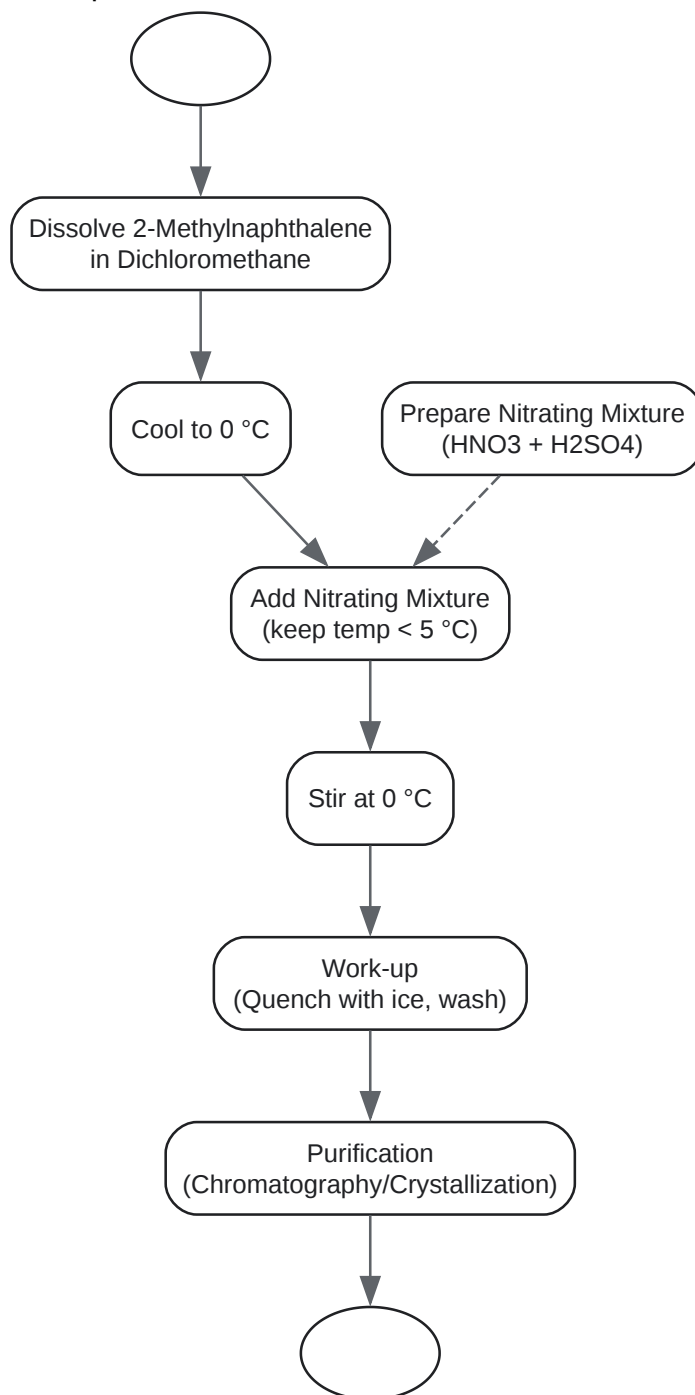 Dissolve 2-Methylnaphthalene
in Dichloromethane
Cool to 0 °C
Prepare Nitrating Mixture
(HNO3 + H2SO4)
Add Nitrating Mixture
(keep temp < 5 °C)
Stir at 0 °C
Work-up
(Quench with ice, wash)
Purification
(Chromatography/Crystallization)